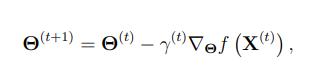 𝚯^{(t+1)} = 𝚯^{(t)} − γ^{(t)}∇_𝚯 f (𝐗^{(t)}) ,